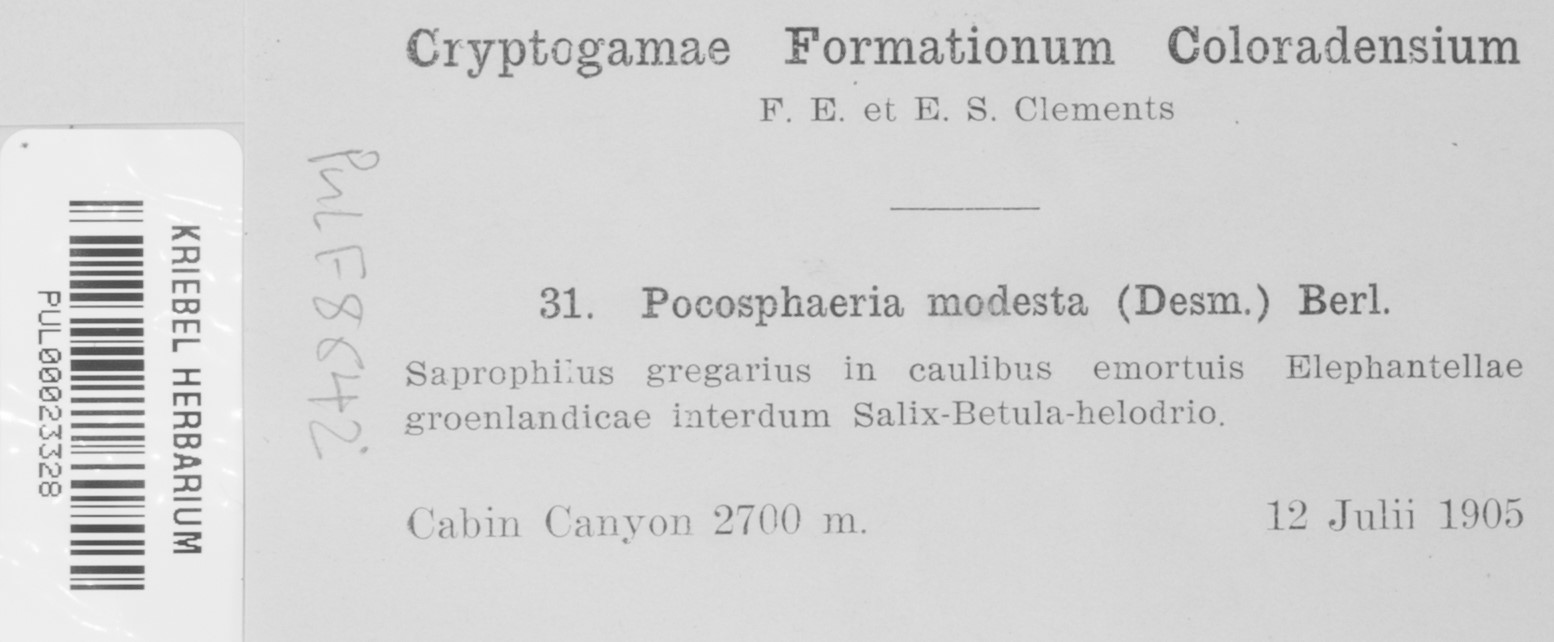 Cryptogamae Formationum Coloradensium
F. E. et E. S. Clements
31. Pocosphaeria modesta (Desm.) Berl.
Saprophilus gregarius in caulibus emortuis Elephantellae
groenlandicae interdum Salix-Betula-helodrio.
Cabin Canyon 2700 m.
12 Julii 1905
PUL F8842
KRIEBEL HERBARIUM
PUL00023328